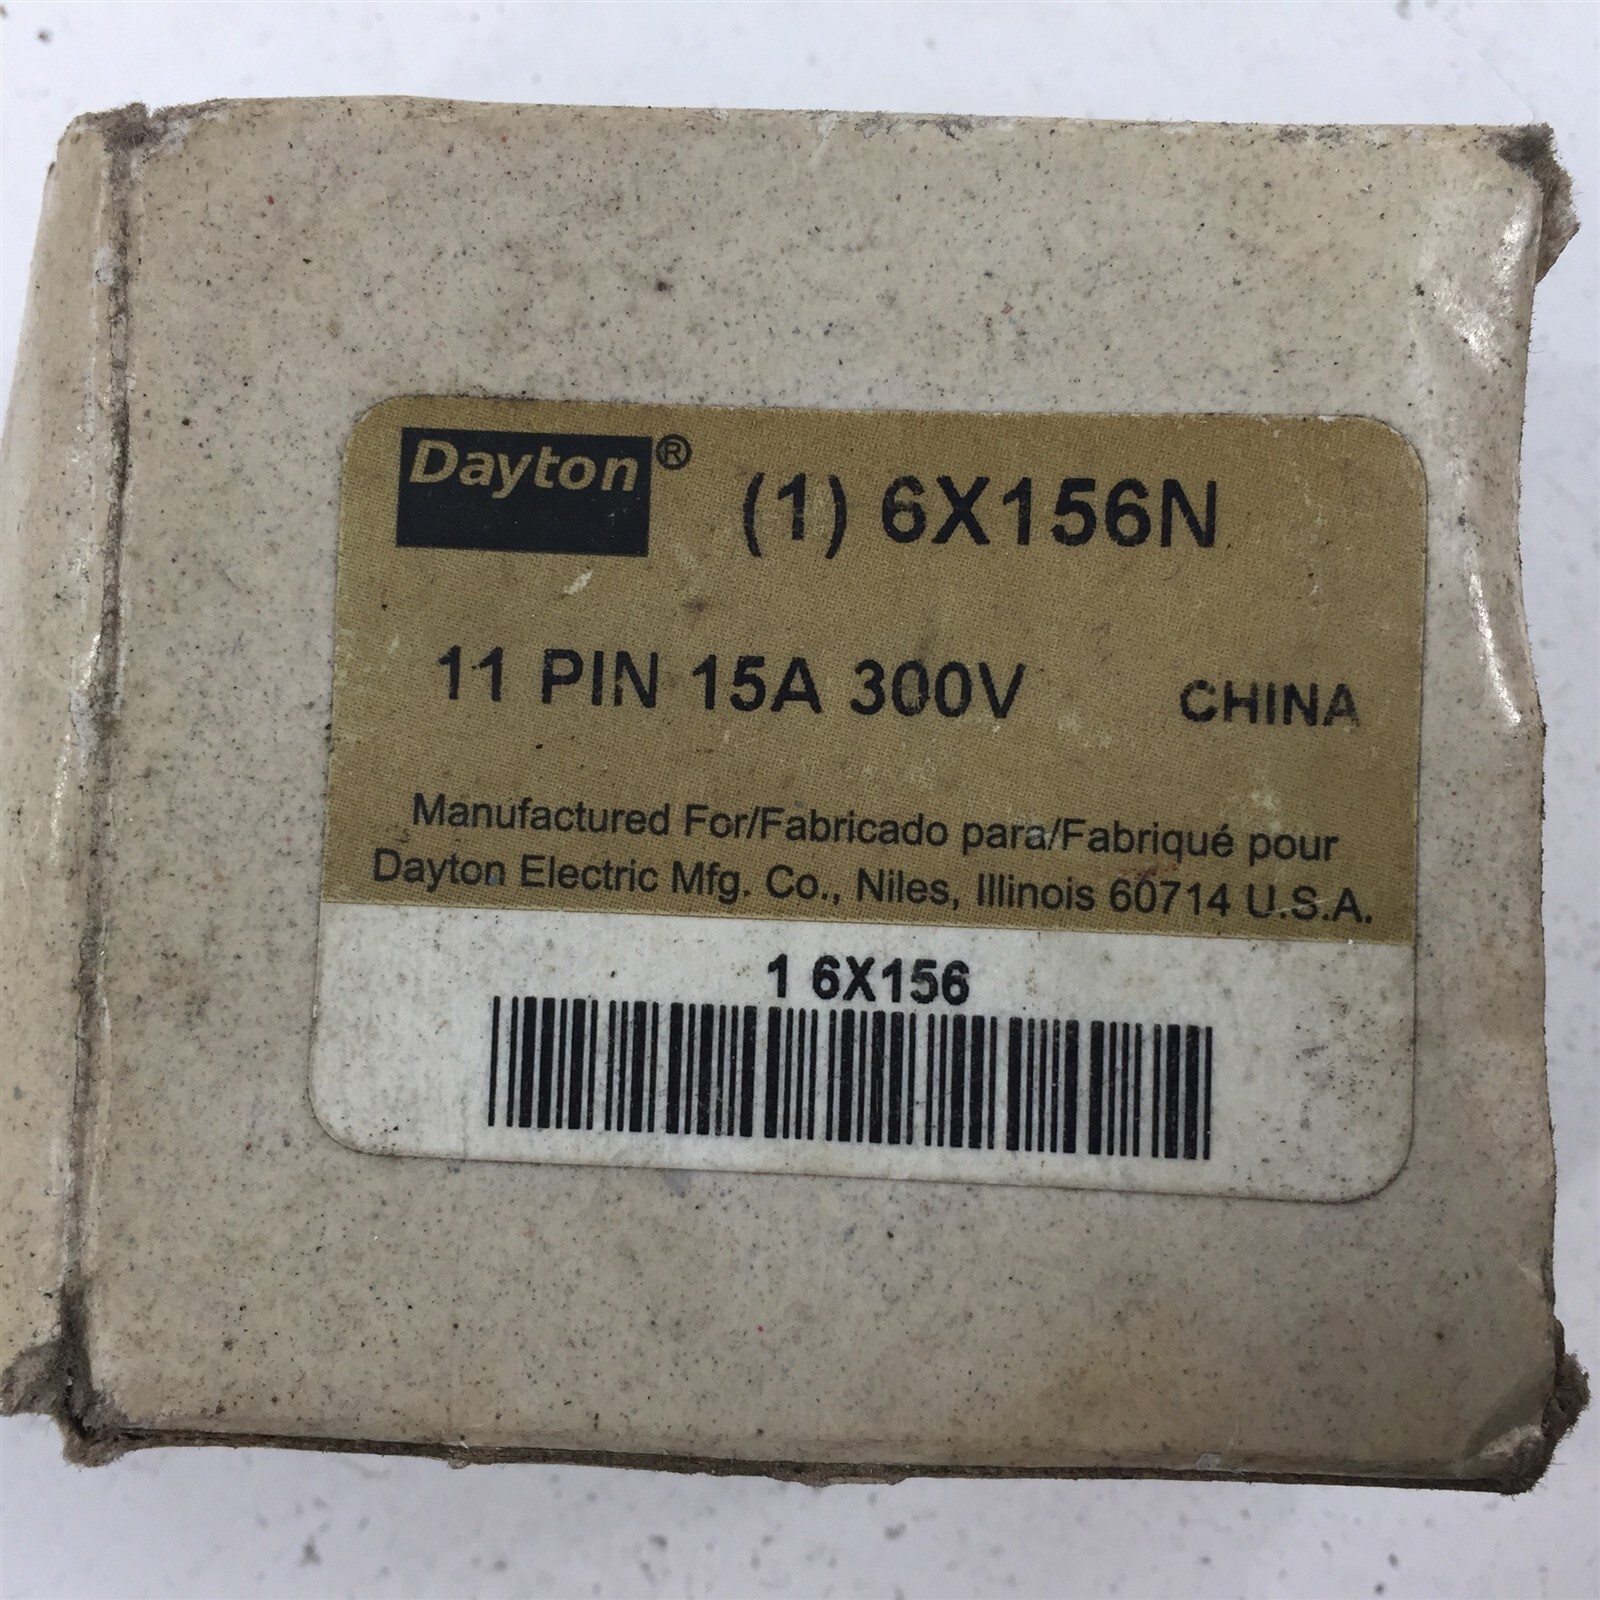 Dayton® (1) 6X156N
11 PIN 15A 300V CHINA
Manufactured For/Fabricado para/Fabriqué pour
Dayton Electric Mfg. Co., Niles, Illinois 60714 U.S.A.
1 6X156